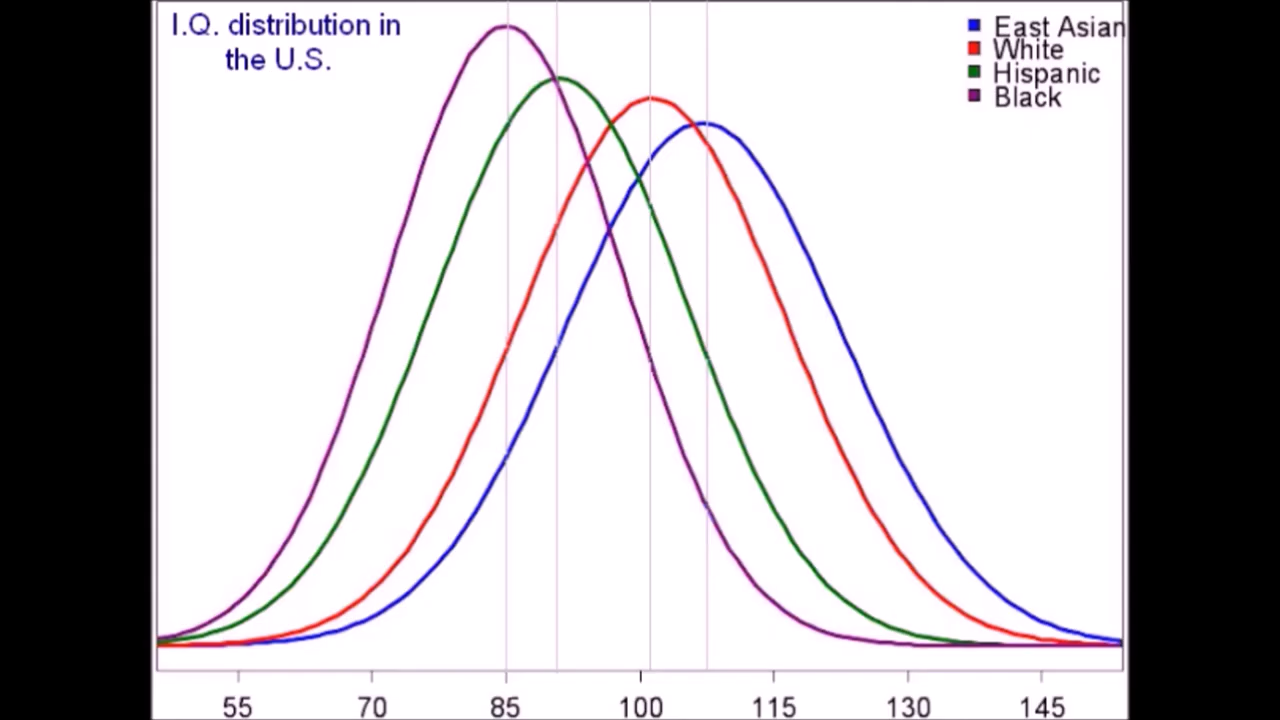 I.Q. distribution in
the U.S.
East Asian
White
Hispanic
Black
55 70 85 100 115 130 145